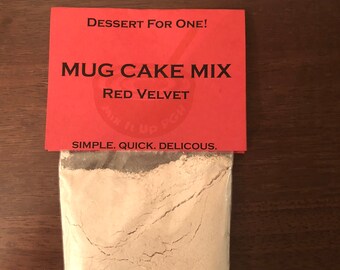 DESSERT FOR ONE!
MUG CAKE MIX
RED VELVET
SIMPLE. QUICK. DELICOUS.